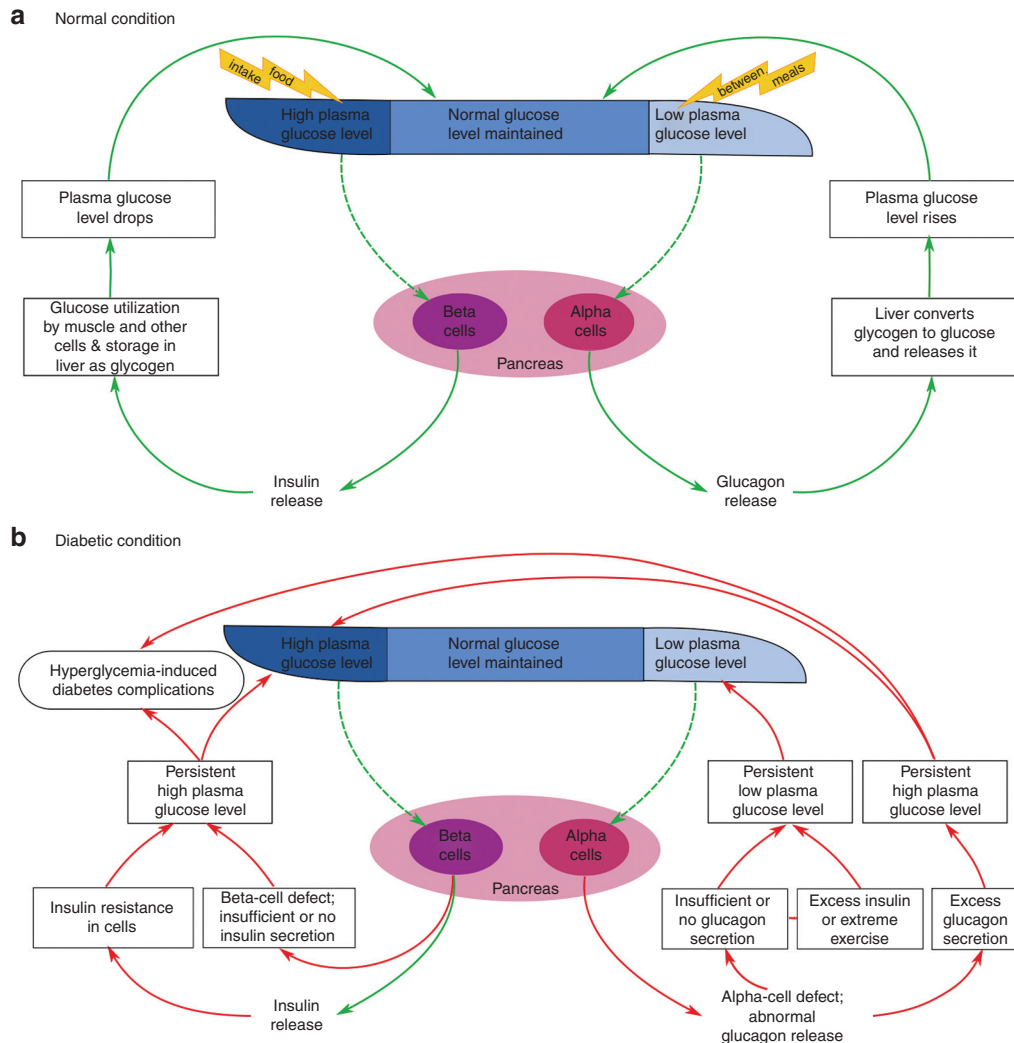 a Normal condition
intake food
between meals
High plasma
glucose level
Normal glucose
level maintained
Low plasma
glucose level
Plasma glucose
level drops
Plasma glucose
level rises
Glucose utilization
by muscle and other
cells & storage in
liver as glycogen
Beta
cells
Alpha
cells
Pancreas
Liver converts
glycogen to glucose
and releases it
Insulin
release
Glucagon
release
b Diabetic condition
High plasma
glucose level
Normal glucose
level maintained
Low plasma
glucose level
Hyperglycemia-induced
diabetes complications
Persistent
high plasma
glucose level
Persistent
low plasma
glucose level
Persistent
high plasma
glucose level
Beta
cells
Alpha
cells
Pancreas
Insulin resistance
in cells
Beta-cell defect;
insufficient or no
insulin secretion
Insufficient or
no glucagon
secretion
Excess insulin
or extreme
exercise
Excess
glucagon
secretion
Insulin
release
Alpha-cell defect;
abnormal
glucagon release